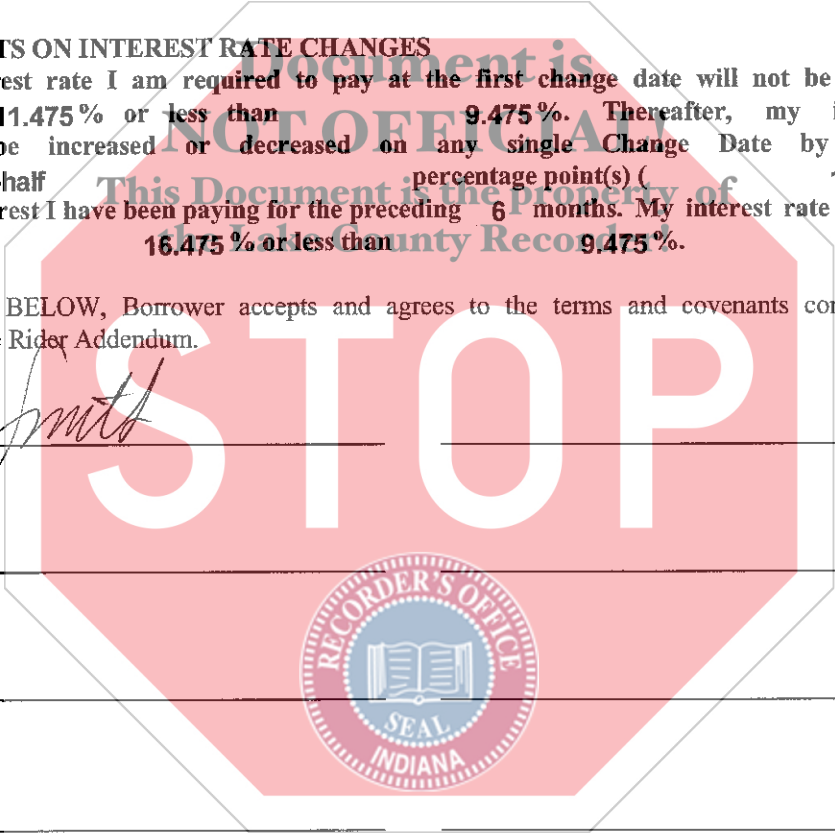 TS ON INTEREST RATE CHANGES
est rate I am required to pay at the first change date will not be
11.475% or less than 9.475%. Thereafter, my i
be increased or decreased on any single Change Date by
-half percentage point(s) (
rest I have been paying for the preceding 6 months. My interest rate
16.475 % or less than 9.475%.
BELOW, Borrower accepts and agrees to the terms and covenants con
Rider Addendum.
Smith
Document is
NOT OFFICIAL!
This Document is the property of
the Lake County Recorder!
STOP
RECORDER'S OFFICE
SEAL
INDIANA